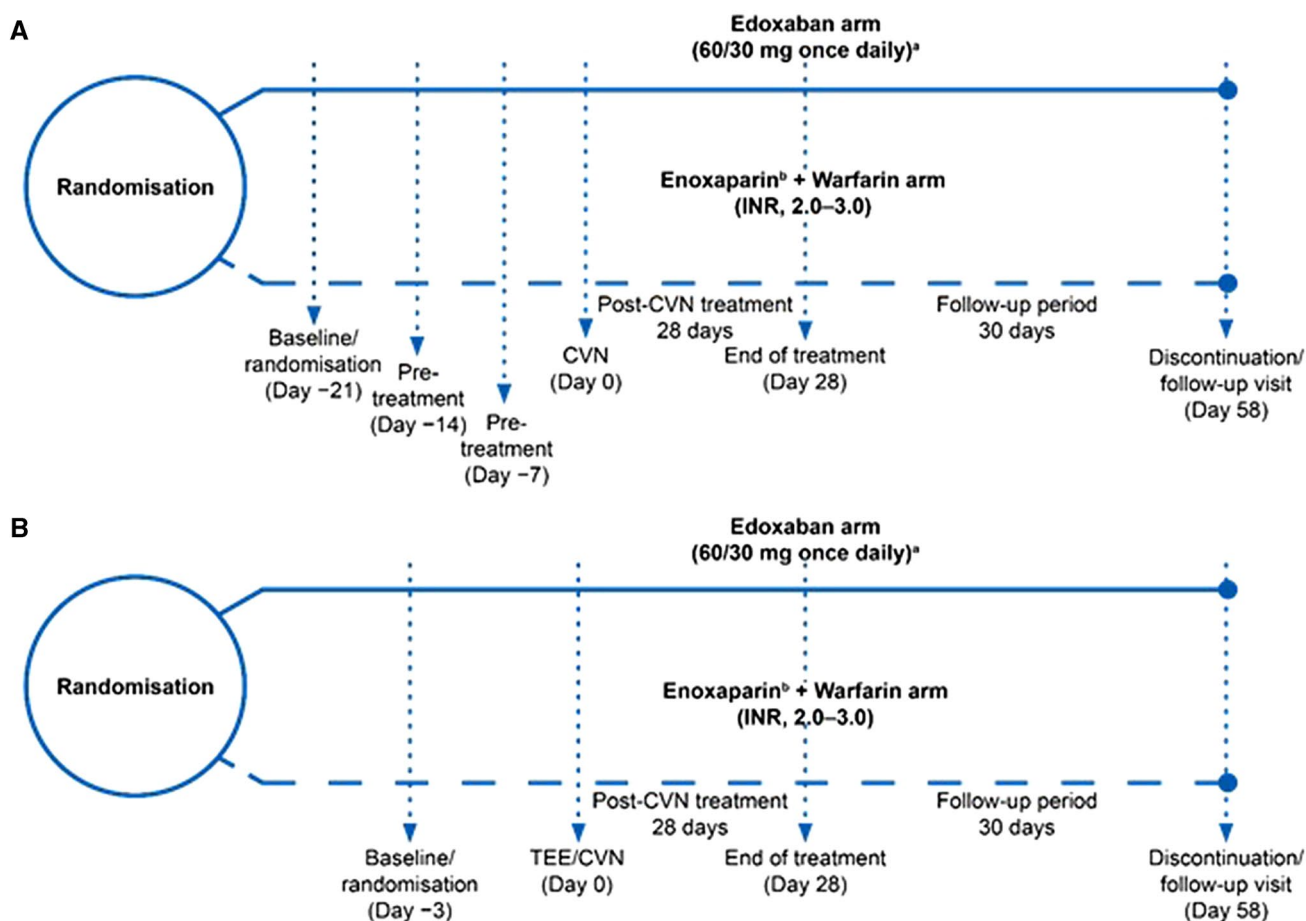 A
Edoxaban arm
(60/30 mg once daily)ᵃ
Randomisation
Enoxaparinᵇ + Warfarin arm
(INR, 2.0–3.0)
Post-CVN treatment
28 days
Follow-up period
30 days
Baseline/
randomisation
(Day −21)
Pre-
treatment
(Day −14)
Pre-
treatment
(Day −7)
CVN
(Day 0)
End of treatment
(Day 28)
Discontinuation/
follow-up visit
(Day 58)
B
Edoxaban arm
(60/30 mg once daily)ᵃ
Randomisation
Enoxaparinᵇ + Warfarin arm
(INR, 2.0–3.0)
Post-CVN treatment
28 days
Follow-up period
30 days
Baseline/
randomisation
(Day −3)
TEE/CVN
(Day 0)
End of treatment
(Day 28)
Discontinuation/
follow-up visit
(Day 58)